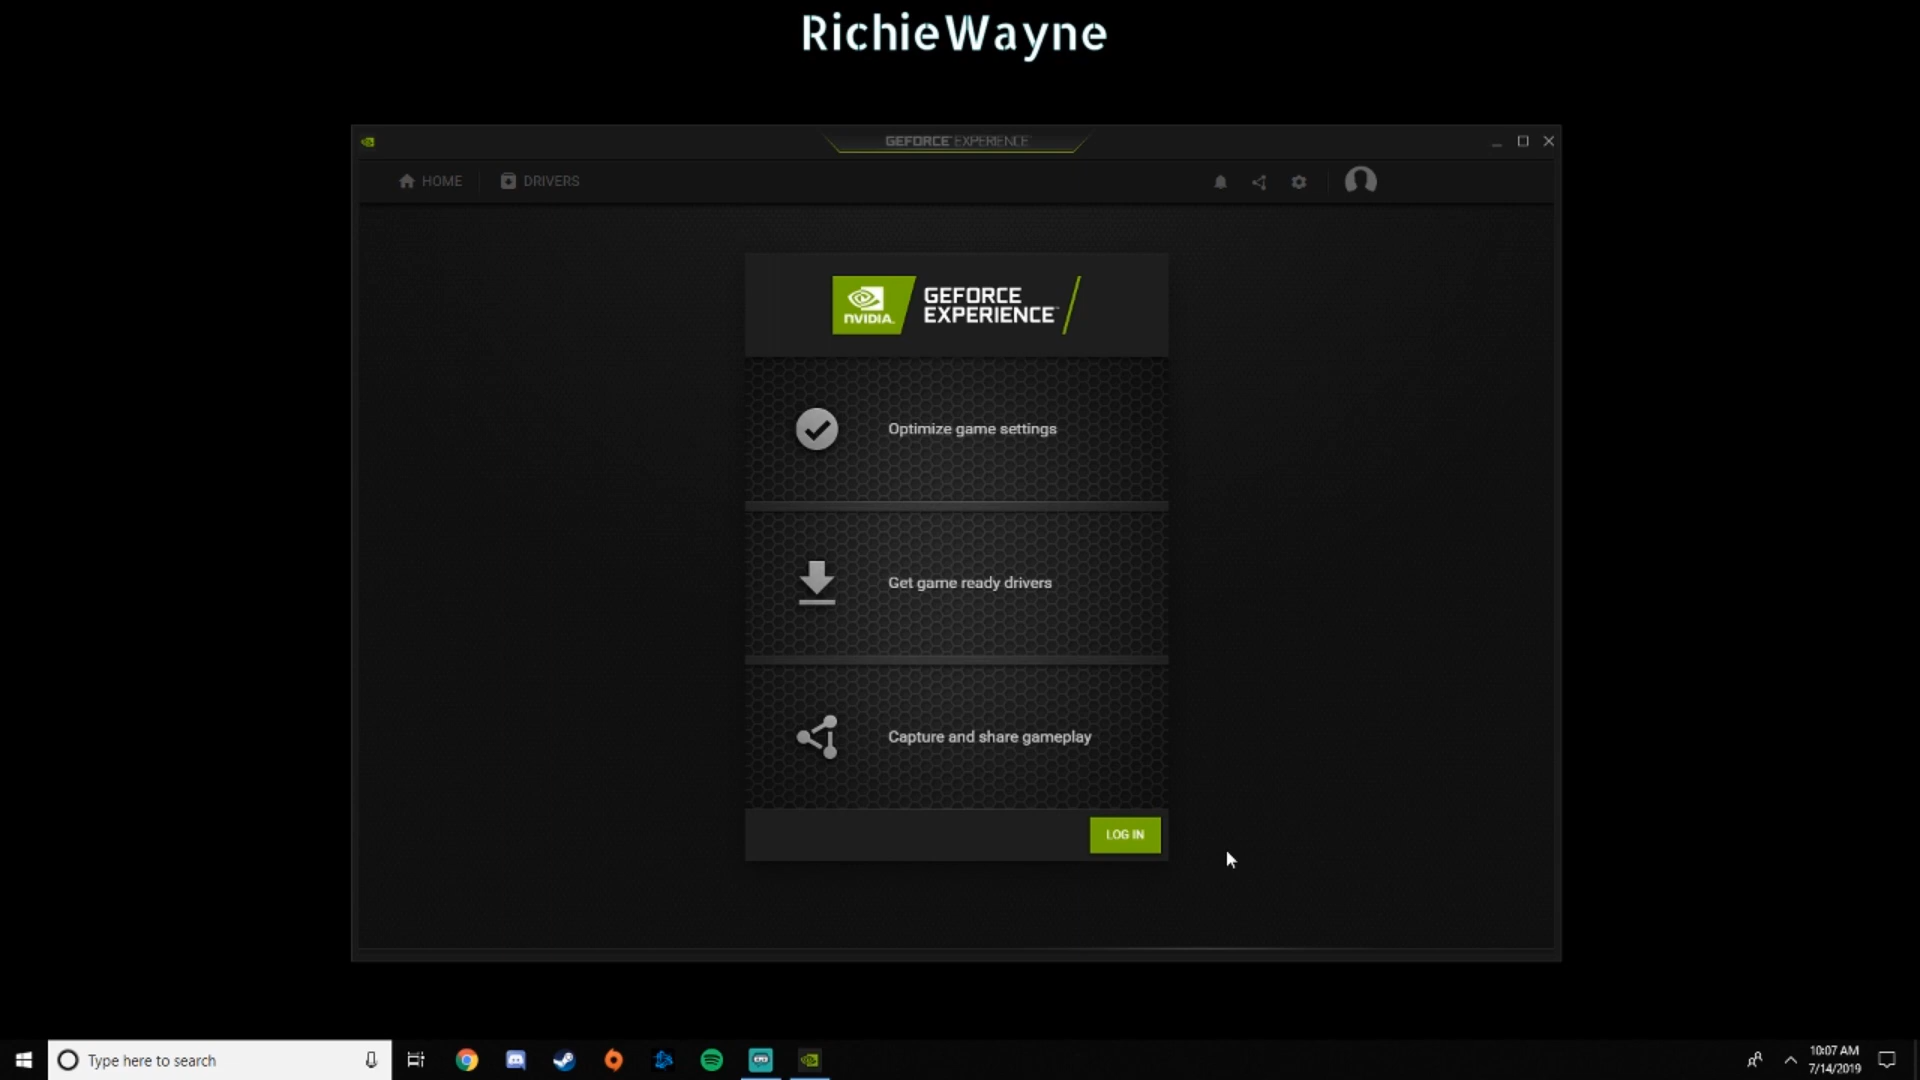 RichieWayne
GEFORCE EXPERIENCE
HOME
DRIVERS
NVIDIA.
GEFORCE
EXPERIENCE
Optimize game settings
Get game ready drivers
Capture and share gameplay
LOG IN
Type here to search
10:07 AM
7/14/2019